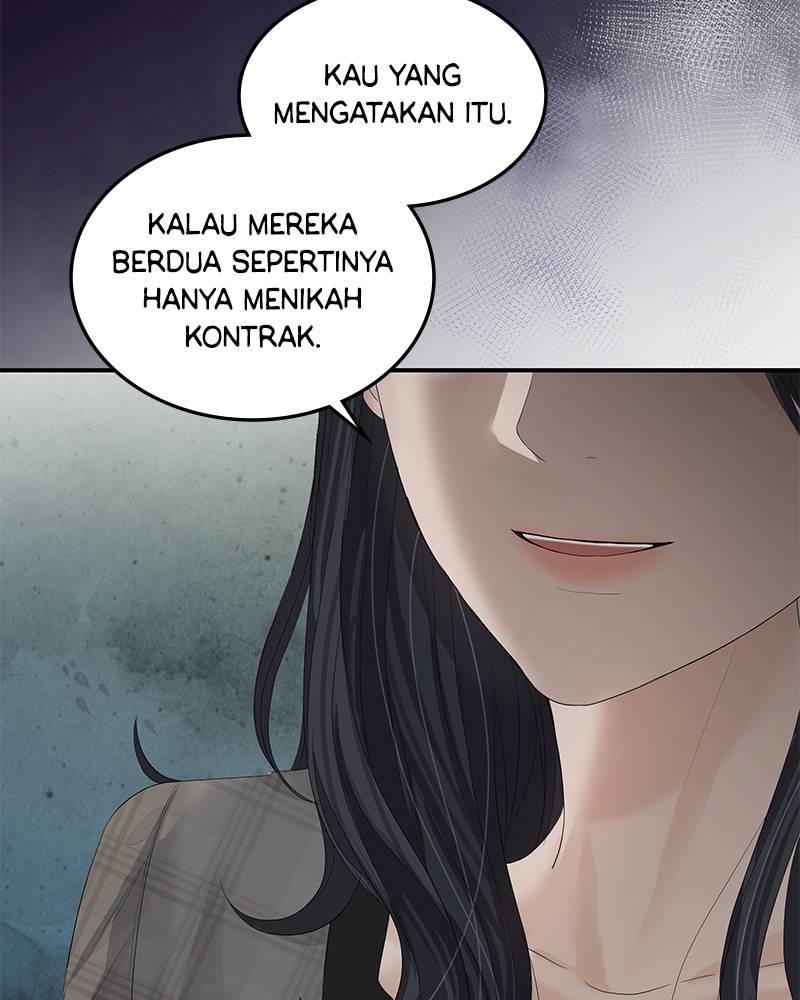 KAU YANG
MENGATAKAN ITU.
KALAU MEREKA
BERDUA SEPERTINYA
HANYA MENIKAH
KONTRAK.